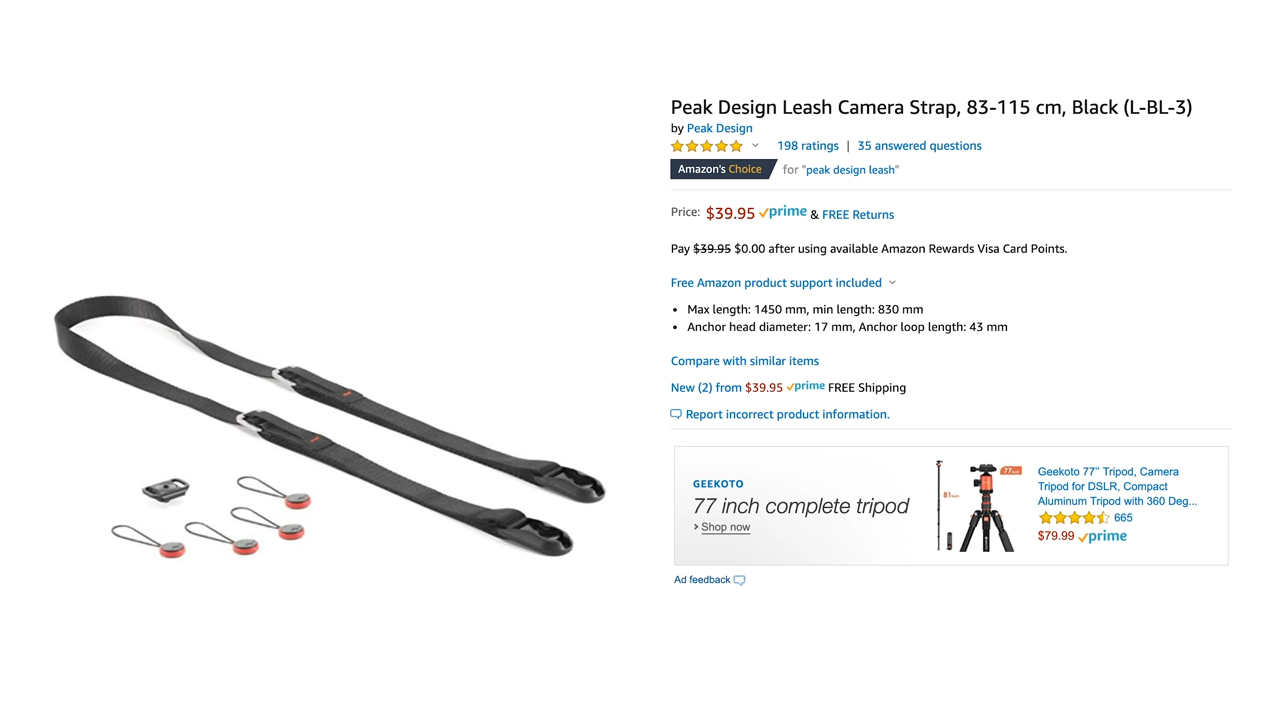 Peak Design Leash Camera Strap, 83-115 cm, Black (L-BL-3)
by Peak Design
198 ratings | 35 answered questions
Amazon's Choice for "peak design leash"
Price: $39.95 prime & FREE Returns
Pay $39.95 $0.00 after using available Amazon Rewards Visa Card Points.
Free Amazon product support included
• Max length: 1450 mm, min length: 830 mm
• Anchor head diameter: 17 mm, Anchor loop length: 43 mm
Compare with similar items
New (2) from $39.95 prime FREE Shipping
Report incorrect product information.
GEEKOTO
77 inch complete tripod
› Shop now
77 inch
81 inch
Geekoto 77’’ Tripod, Camera
Tripod for DSLR, Compact
Aluminum Tripod with 360 Deg...
665
$79.99 prime
Ad feedback